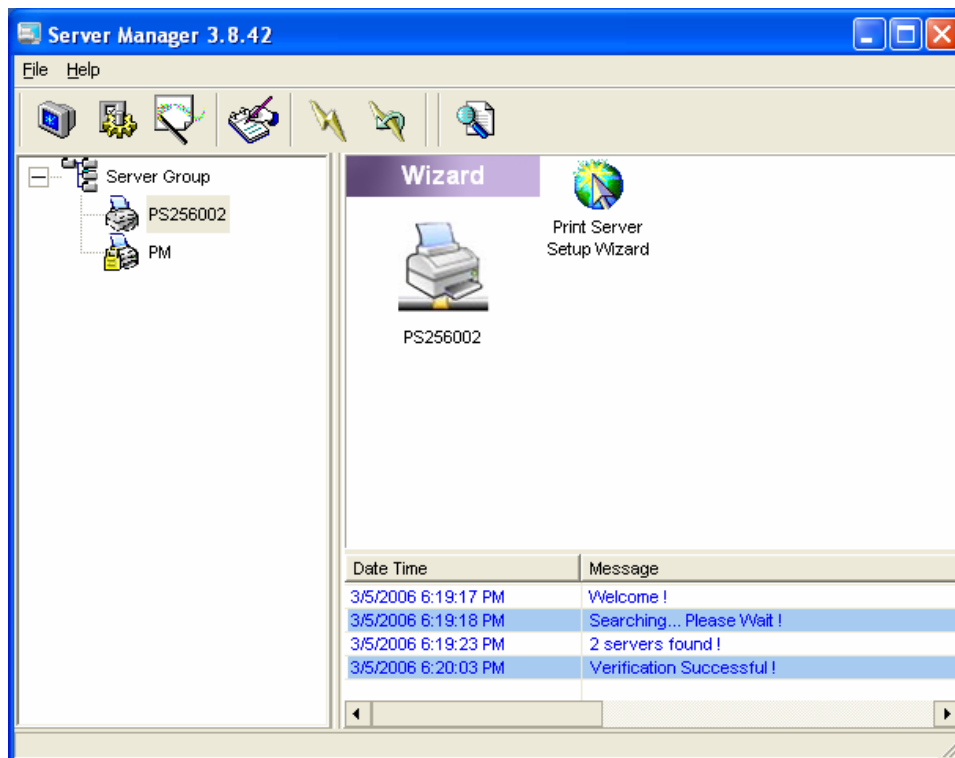 Server Manager 3.8.42
File Help
Server Group
PS256002
PM
Wizard
Print Server
Setup Wizard
PS256002
Date Time Message
3/5/2006 6:19:17 PM Welcome !
3/5/2006 6:19:18 PM Searching... Please Wait !
3/5/2006 6:19:23 PM 2 servers found !
3/5/2006 6:20:03 PM Verification Successful !